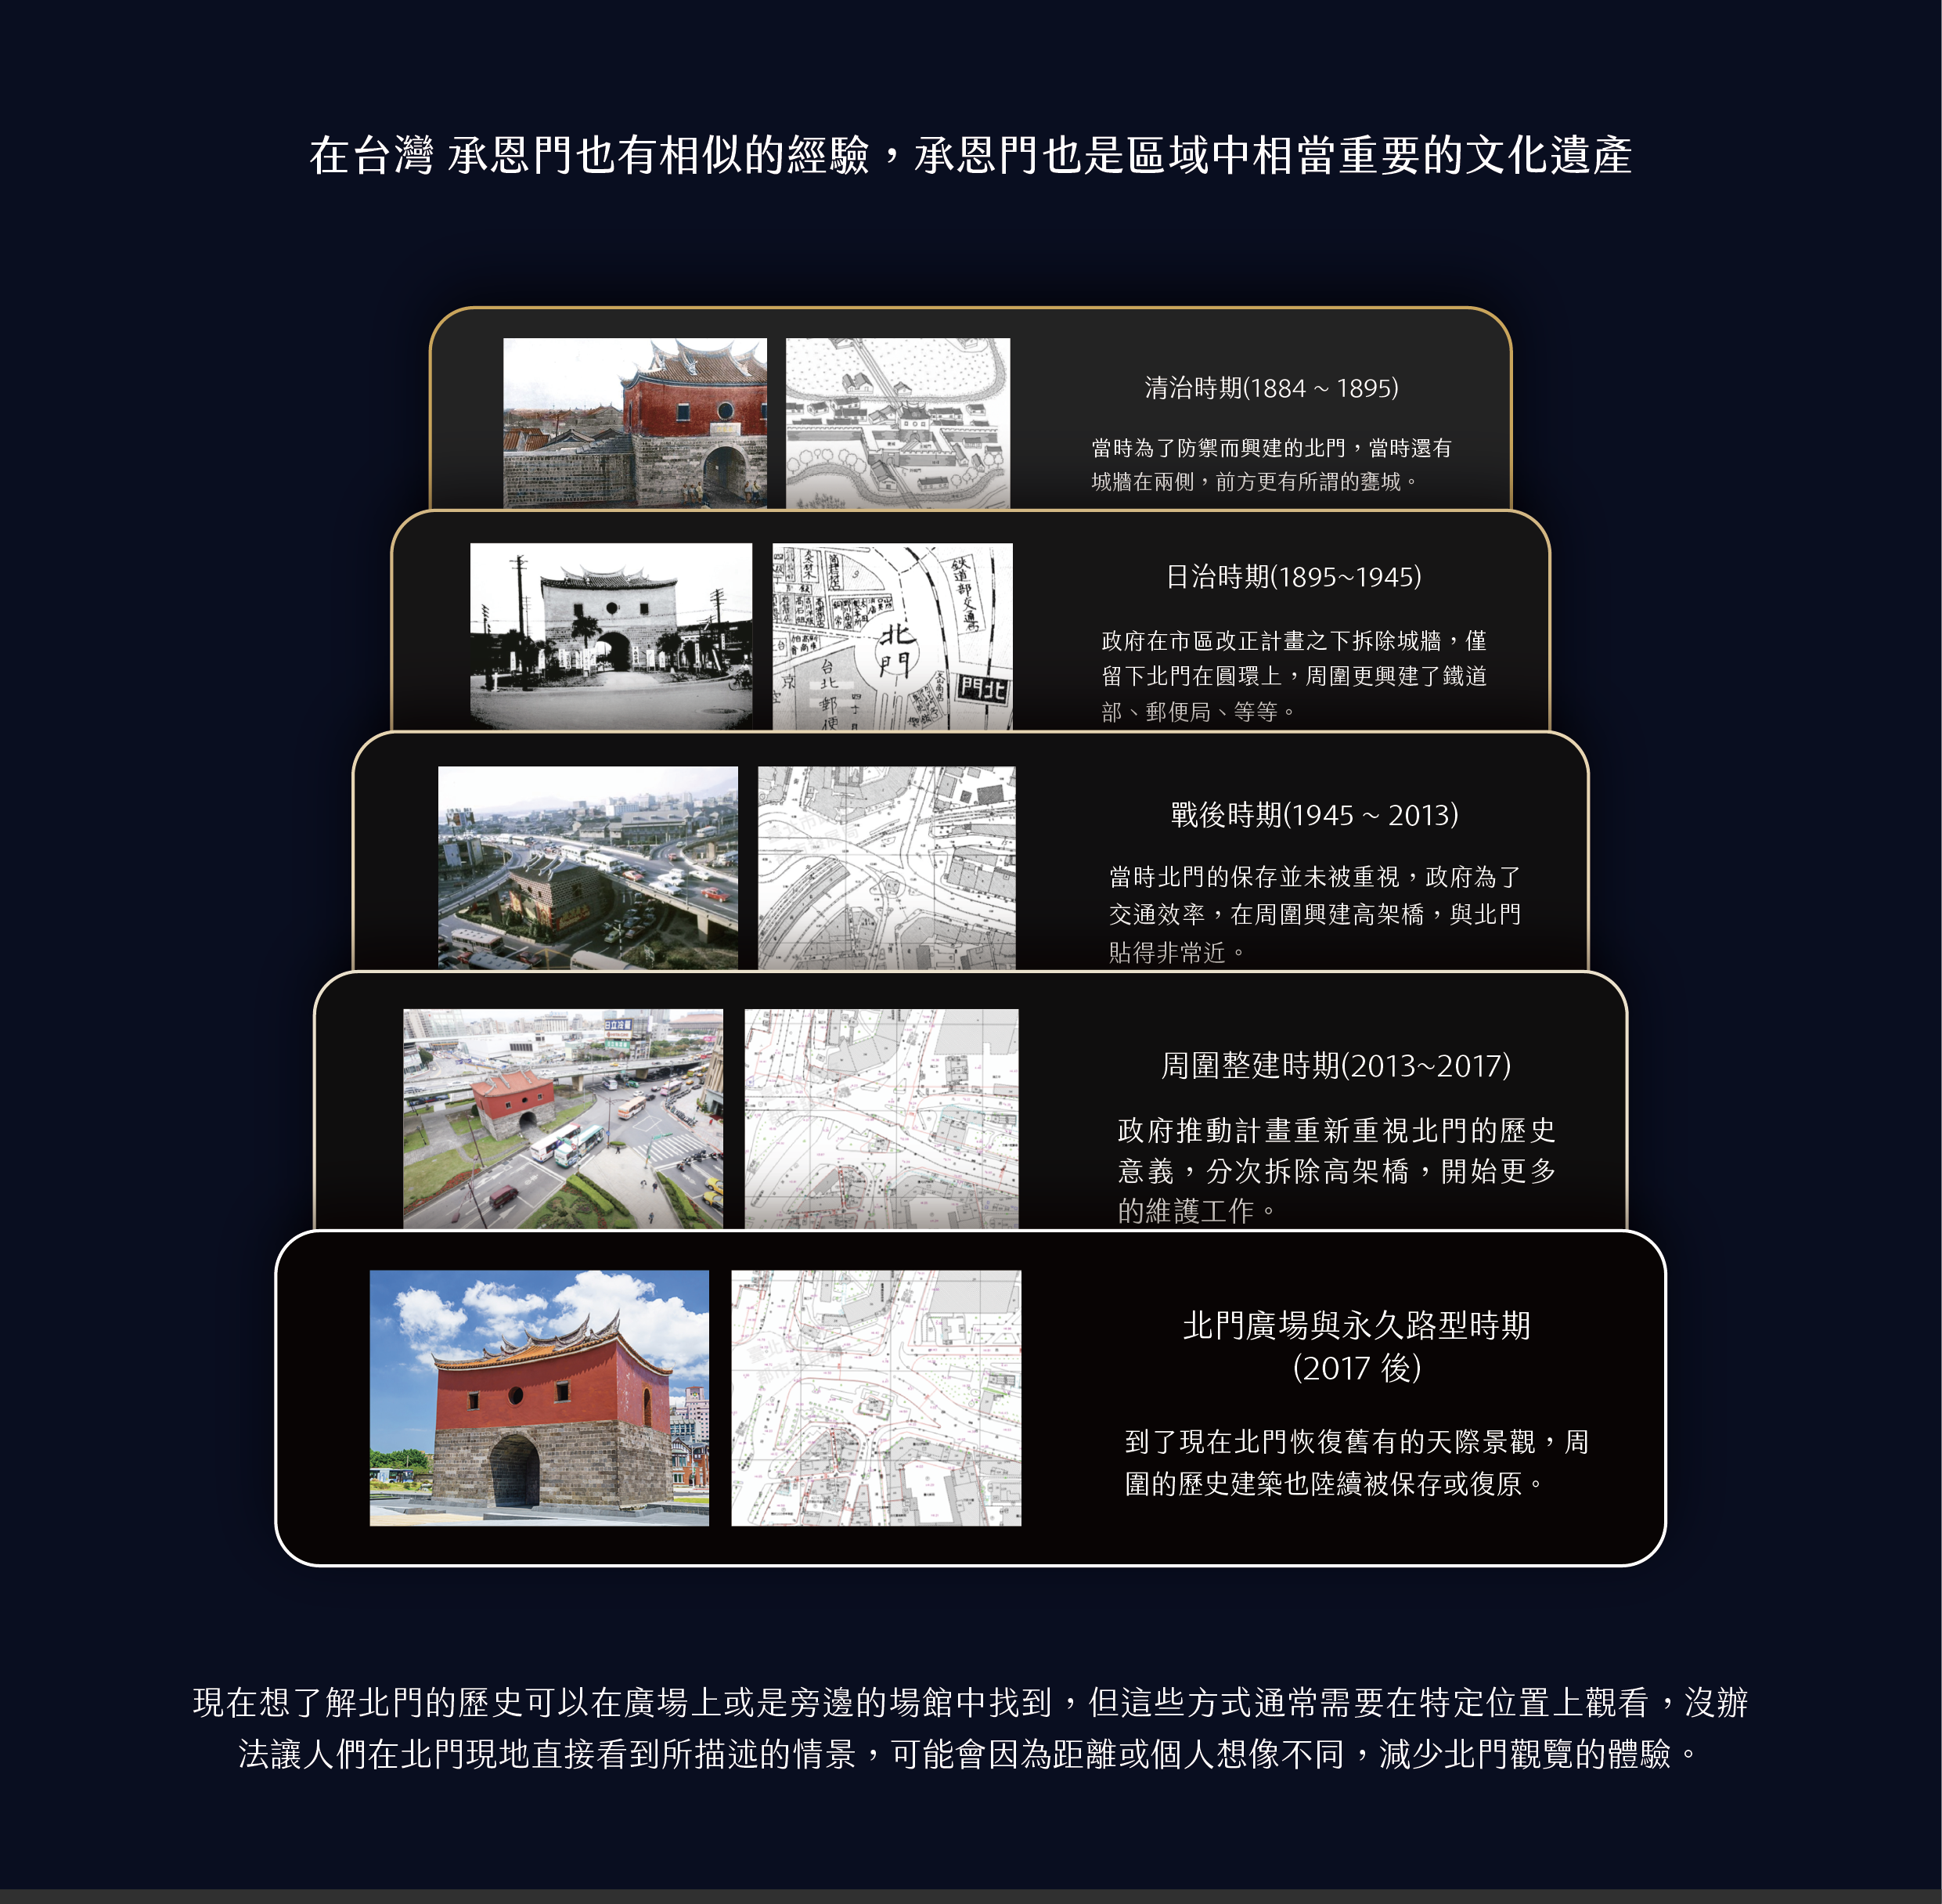 在台灣 承恩門也有相似的經驗，承恩門也是區域中相當重要的文化遺產
清治時期(1884 ~ 1895)
當時為了防禦而興建的北門，當時還有
城牆在兩側，前方更有所謂的甕城。
日治時期(1895~1945)
政府在市區改正計畫之下拆除城牆，僅
留下北門在圓環上，周圍更興建了鐵道
部、郵便局、等等。
鉄道部交通
北門
台北郵便
門北
戰後時期(1945 ~ 2013)
當時北門的保存並未被重視，政府為了
交通效率，在周圍興建高架橋，與北門
貼得非常近。
周圍整建時期(2013~2017)
政府推動計畫重新重視北門的歷史
意義，分次拆除高架橋，開始更多
的維護工作。
北門廣場與永久路型時期
(2017 後)
到了現在北門恢復舊有的天際景觀，周
圍的歷史建築也陸續被保存或復原。
現在想了解北門的歷史可以在廣場上或是旁邊的場館中找到，但這些方式通常需要在特定位置上觀看，沒辦
法讓人們在北門現地直接看到所描述的情景，可能會因為距離或個人想像不同，減少北門觀覽的體驗。